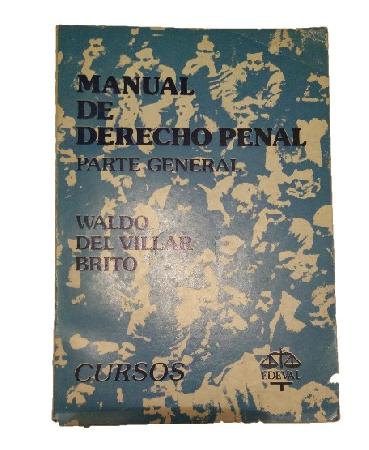 MANUAL
DE
DERECHO PENAL
PARTE GENERAL
WALDO
DEL VILLAR
BRITO
CURSOS
EDEVAL